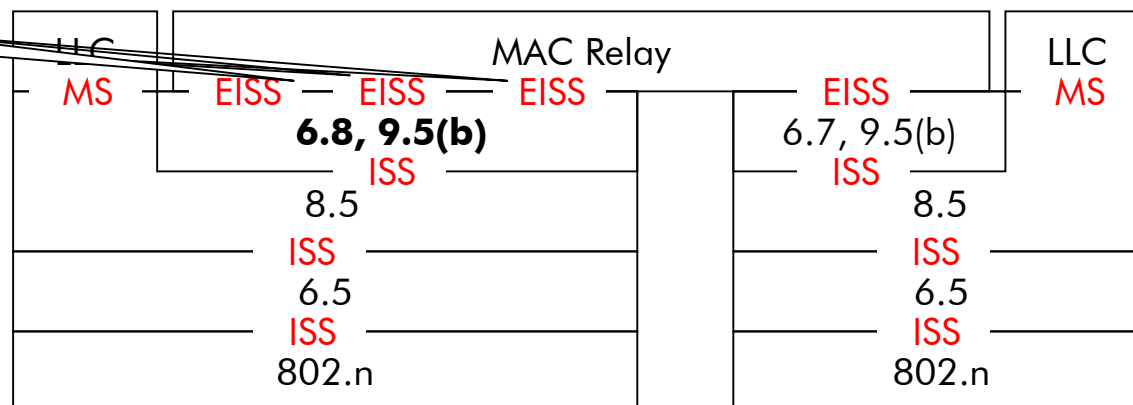 LLC MAC Relay LLC
MS EISS EISS EISS EISS MS
6.8, 9.5(b) 6.7, 9.5(b)
ISS ISS
8.5 8.5
ISS ISS
6.5 6.5
ISS ISS
802.n 802.n